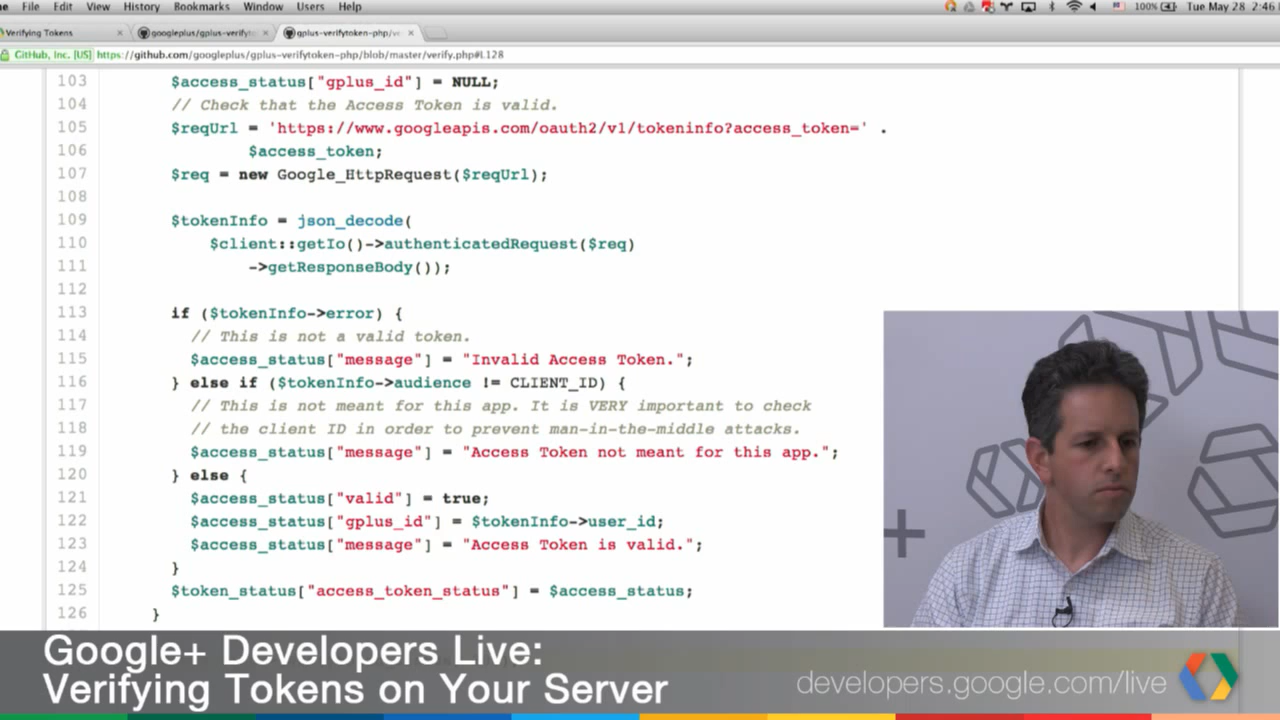 File Edit View History Bookmarks Window Users Help 100% Tue May 28 2:46
Verifying Tokens googleplus/gplus-verifyt gplus-verifytoken-php/ve
GitHub, Inc. [US] https://github.com/googleplus/gplus-verifytoken-php/blob/master/verify.php#L128
103 $access_status["gplus_id"] = NULL;
104 // Check that the Access Token is valid.
105 $reqUrl = 'https://www.googleapis.com/oauth2/v1/tokeninfo?access_token=' .
106 $access_token;
107 $req = new Google_HttpRequest($reqUrl);
108
109 $tokenInfo = json_decode(
110 $client::getIo()->authenticatedRequest($req)
111 ->getResponseBody());
112
113 if ($tokenInfo->error) {
114 // This is not a valid token.
115 $access_status["message"] = "Invalid Access Token.";
116 } else if ($tokenInfo->audience != CLIENT_ID) {
117 // This is not meant for this app. It is VERY important to check
118 // the client ID in order to prevent man-in-the-middle attacks.
119 $access_status["message"] = "Access Token not meant for this app.";
120 } else {
121 $access_status["valid"] = true;
122 $access_status["gplus_id"] = $tokenInfo->user_id;
123 $access_status["message"] = "Access Token is valid.";
124 }
125 $token_status["access_token_status"] = $access_status;
126 }
Google+ Developers Live:
Verifying Tokens on Your Server
developers.google.com/live